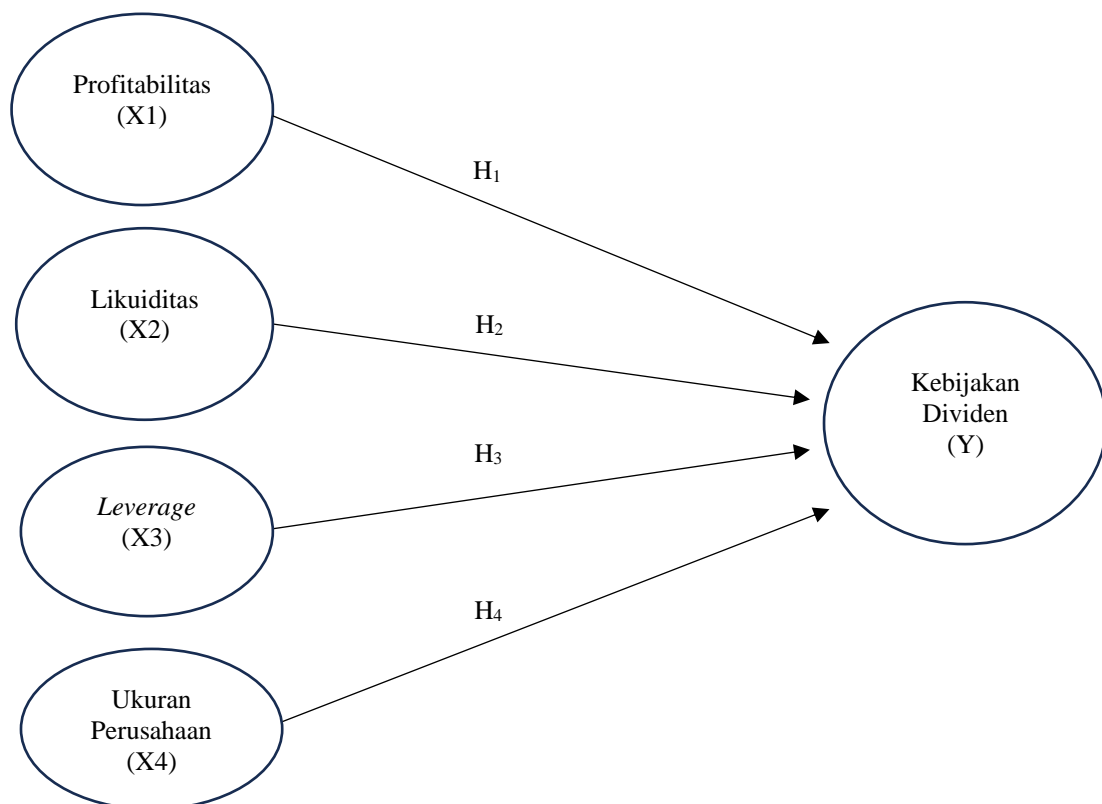 Profitabilitas
(X1)
H₁
Likuiditas
(X2)
H₂
Kebijakan
Dividen
(Y)
Leverage
(X3)
H₃
Ukuran
Perusahaan
(X4)
H₄